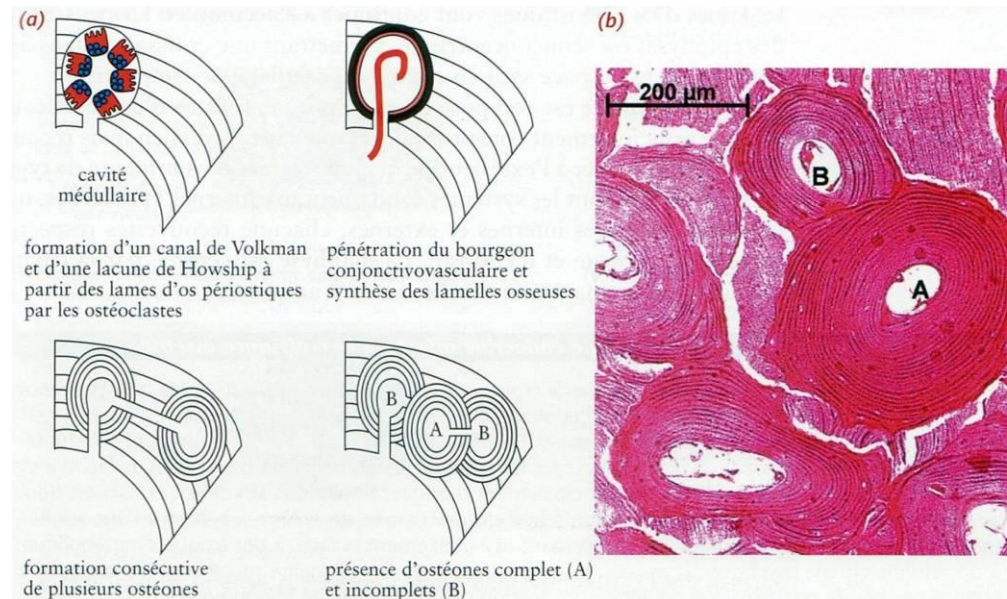 (a)
cavité
médullaire
formation d'un canal de Volkman
et d'une lacune de Howship à
partir des lames d'os périostiques
par les ostéoclastes
pénétration du bourgeon
conjonctivovasculaire et
synthèse des lamelles osseuses
B
A
B
formation consécutive
de plusieurs ostéones
présence d'ostéones complet (A)
et incomplets (B)
(b)
200 µm
B
A